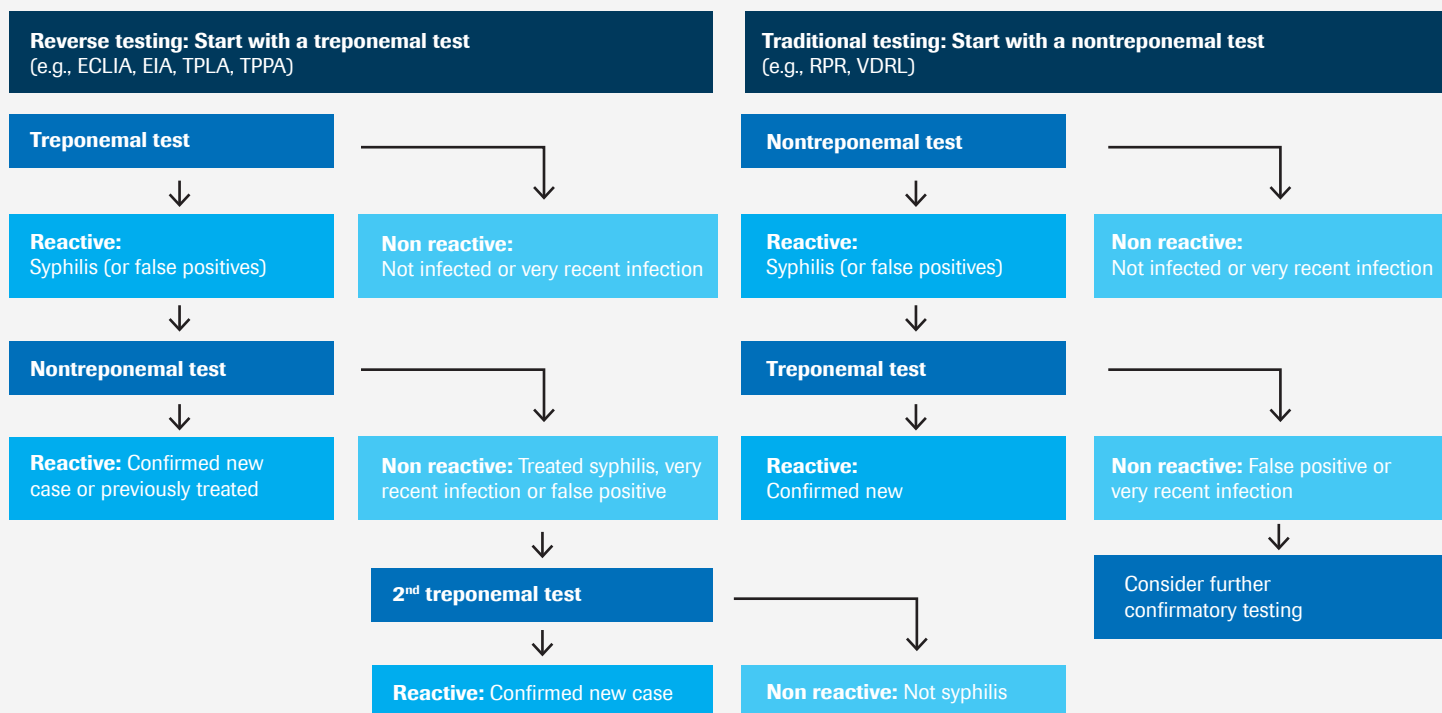 Reverse testing: Start with a treponemal test
(e.g., ECLIA, EIA, TPLA, TPPA)
Treponemal test
Reactive:
Syphilis (or false positives)
Non reactive:
Not infected or very recent infection
Nontreponemal test
Reactive: Confirmed new
case or previously treated
Non reactive: Treated syphilis, very
recent infection or false positive
2nd treponemal test
Reactive: Confirmed new case
Non reactive: Not syphilis
Traditional testing: Start with a nontreponemal test
(e.g., RPR, VDRL)
Nontreponemal test
Reactive:
Syphilis (or false positives)
Non reactive:
Not infected or very recent infection
Treponemal test
Reactive:
Confirmed new
Non reactive: False positive or
very recent infection
Consider further
confirmatory testing